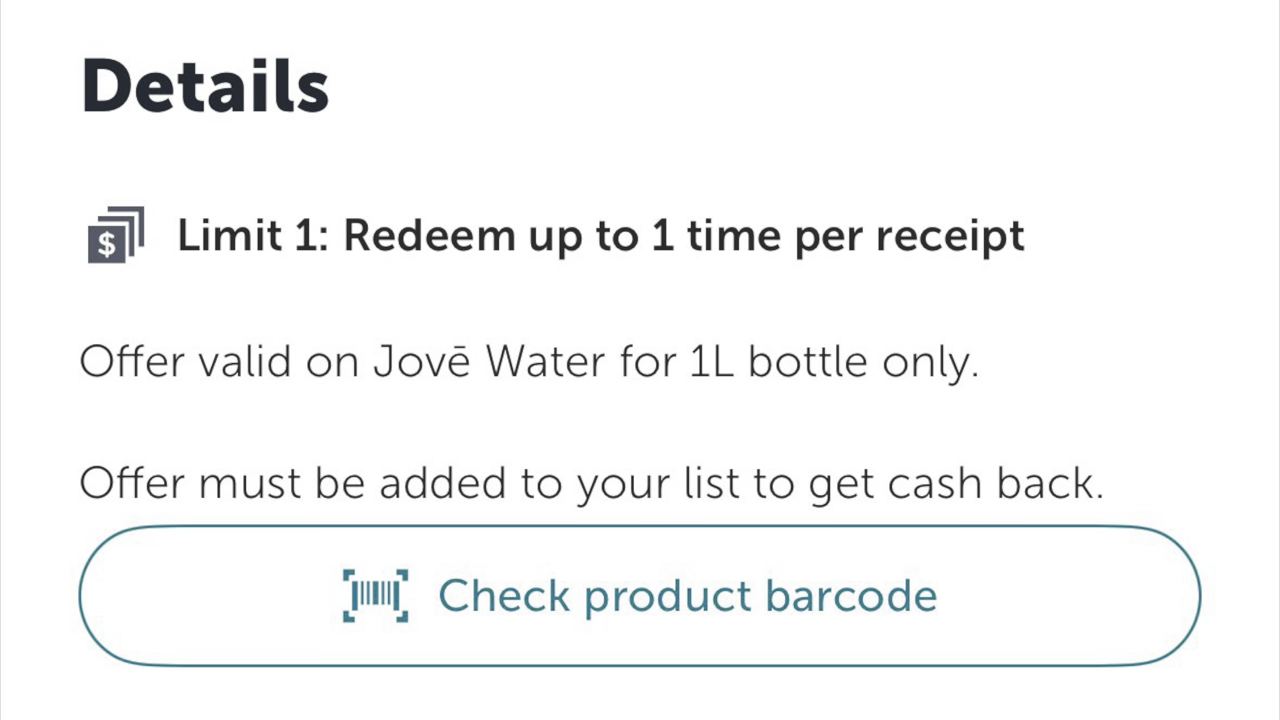 Details
$
Limit 1: Redeem up to 1 time per receipt
Offer valid on Jovē Water for 1L bottle only.
Offer must be added to your list to get cash back.
Check product barcode